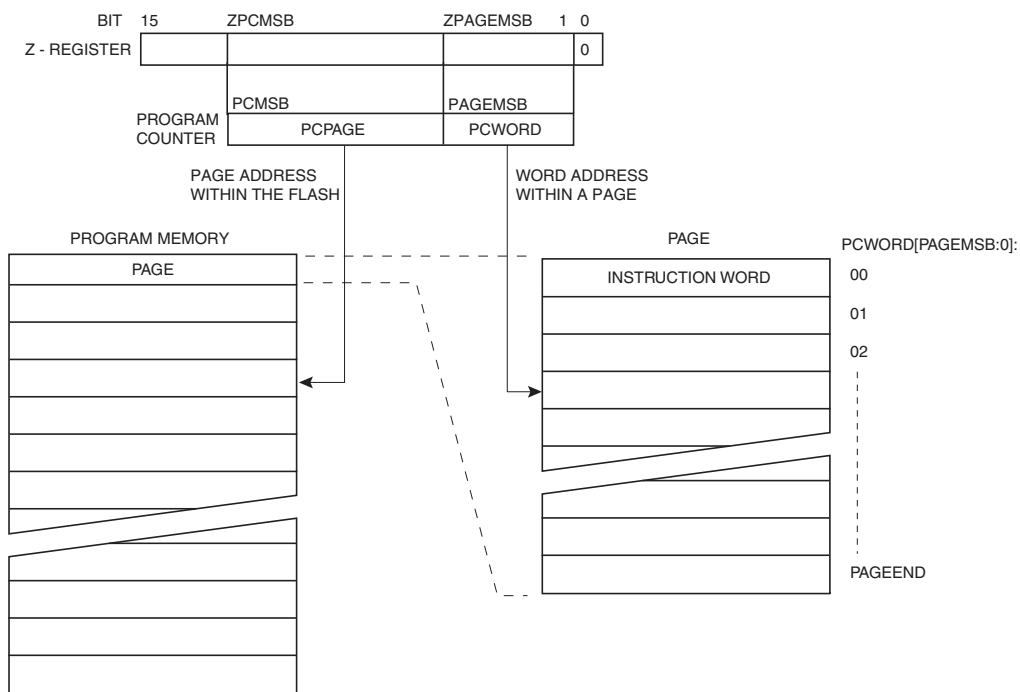 BIT 15 ZPCMSB ZPAGEMSB 1 0
Z - REGISTER 0
PCMSB PAGEMSB
PROGRAM
COUNTER
PCPAGE PCWORD
PAGE ADDRESS
WITHIN THE FLASH
WORD ADDRESS
WITHIN A PAGE
PROGRAM MEMORY
PAGE
PAGE
PCWORD[PAGEMSB:0]:
INSTRUCTION WORD
00
01
02
PAGEEND